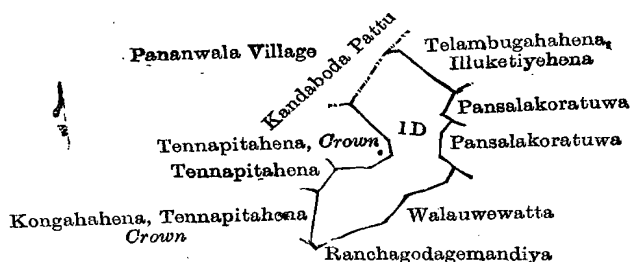 Pananwala Village
Kandaboda Pattu
Telambugahahena,
Illuketiyehena
Pansalakoratuwa
1D
Tennapitahena, Crown
Pansalakoratuwa
Tennapitahena
Kongahahena, Tennapitahena
Crown
Walauwewatta
Ranchagodagemandiya